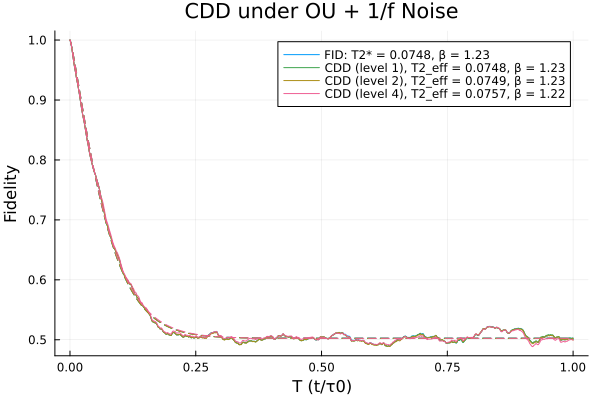 CDD under OU + 1/f Noise
FID: T2* = 0.0748, β = 1.23
CDD (level 1), T2_eff = 0.0748, β = 1.23
CDD (level 2), T2_eff = 0.0749, β = 1.23
CDD (level 4), T2_eff = 0.0757, β = 1.22
Fidelity
1.0
0.9
0.8
0.7
0.6
0.5
0.00 0.25 0.50 0.75 1.00
T (t/τ0)